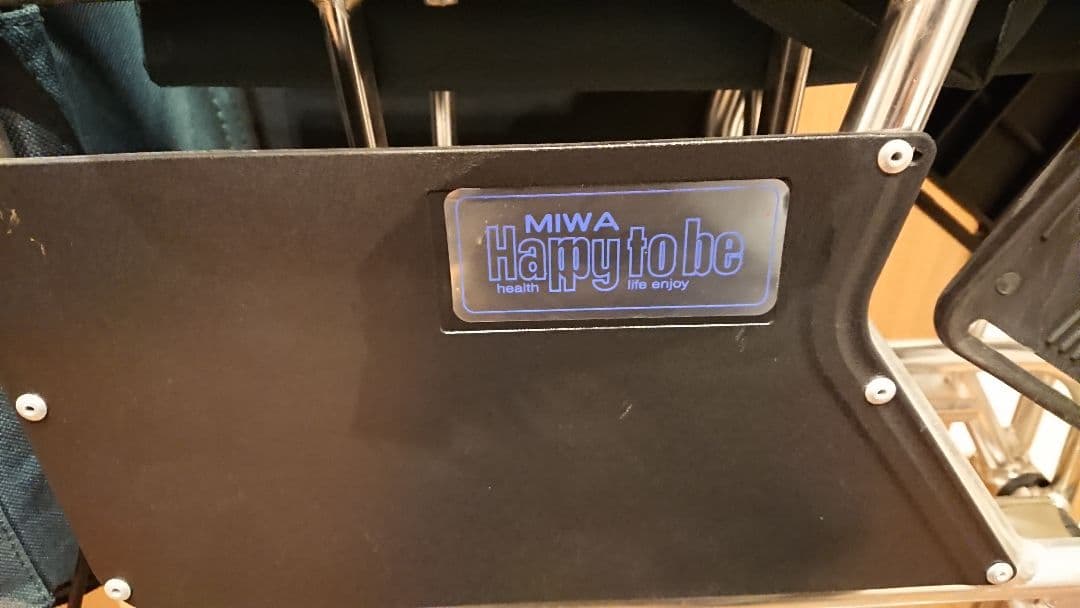 MIWA
Happy to be
health life enjoy